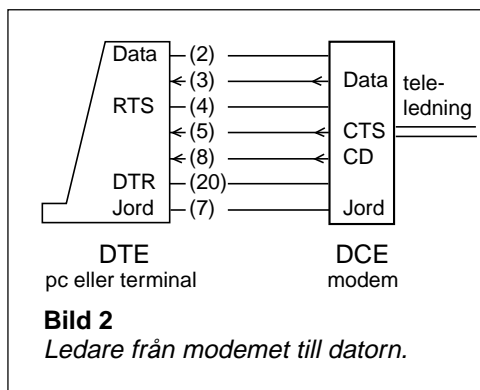 Data (2)
(3) Data tele-
RTS (4) ledning
(5) CTS
(8) CD
DTR (20)
Jord (7) Jord
DTE DCE
pc eller terminal modem
Bild 2
Ledare från modemet till datorn.